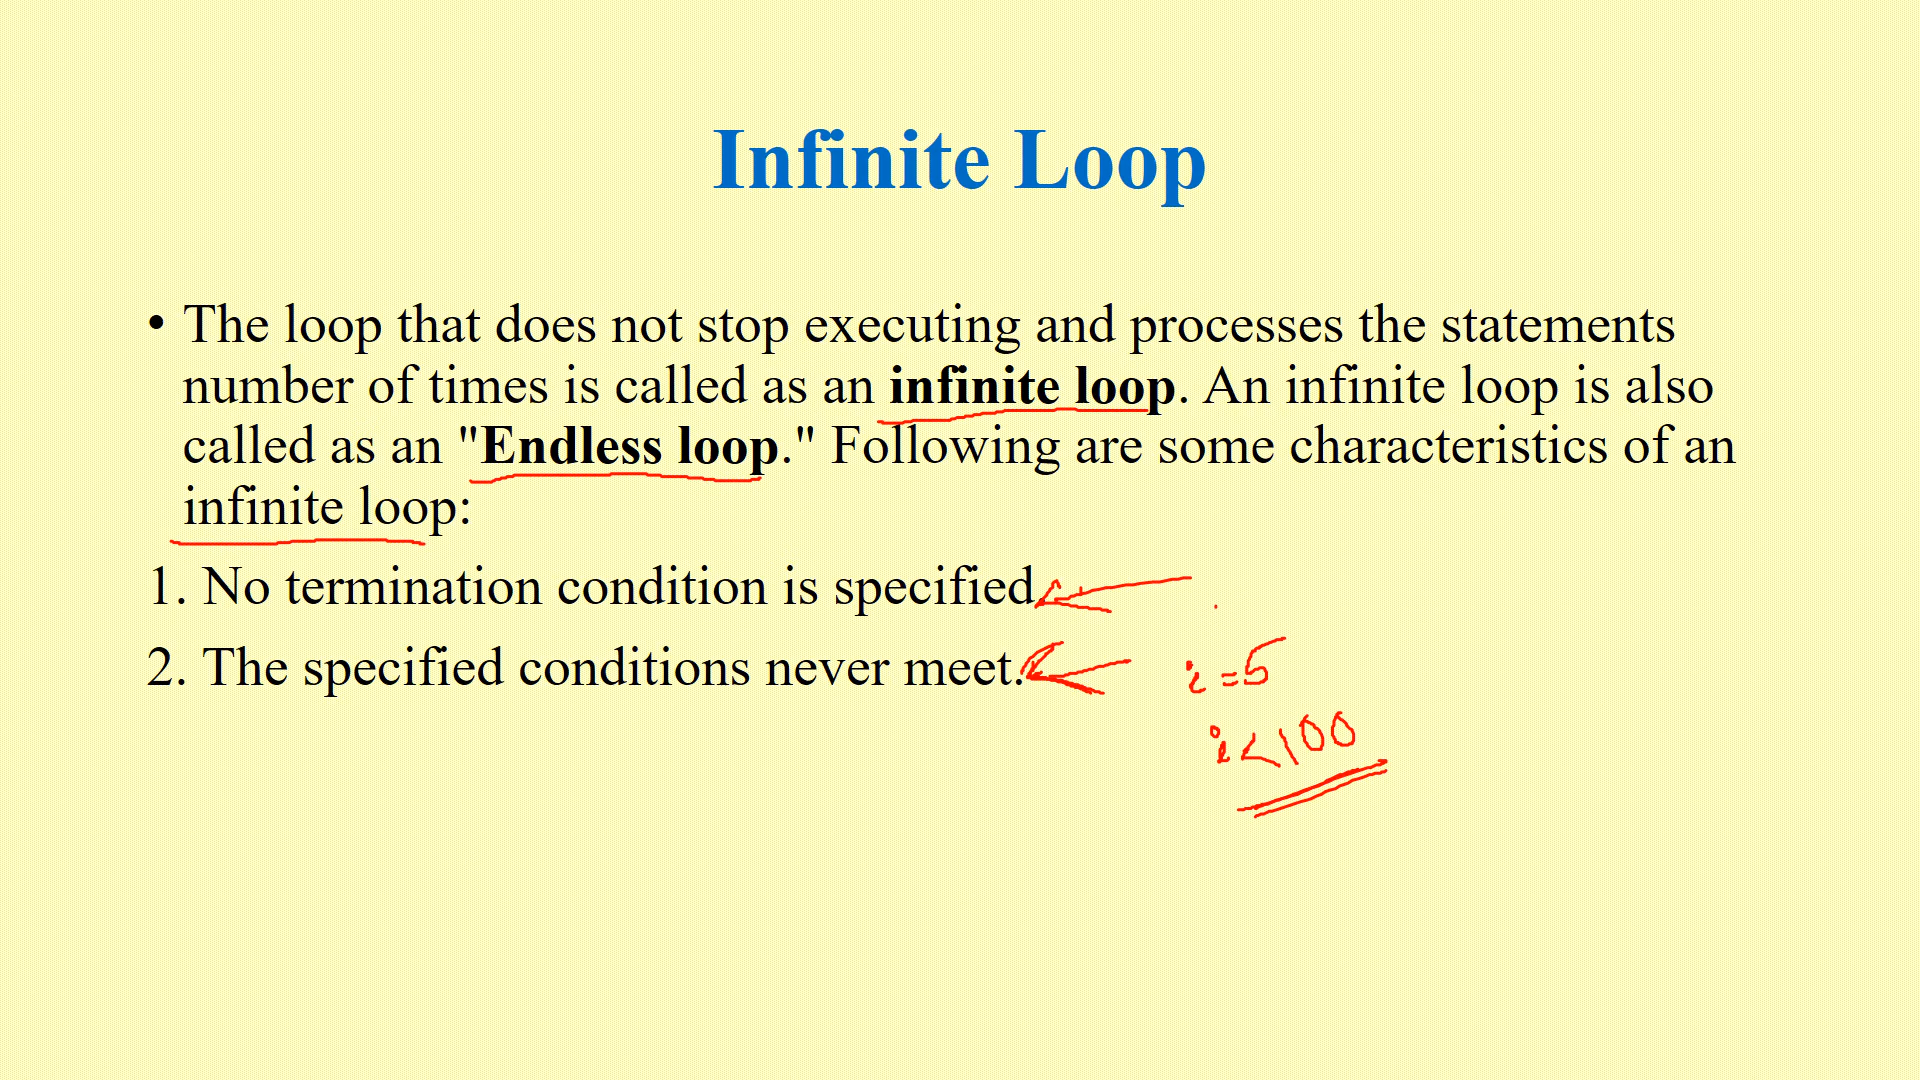 Infinite Loop
• The loop that does not stop executing and processes the statements
number of times is called as an infinite loop. An infinite loop is also
called as an "Endless loop." Following are some characteristics of an
infinite loop:
1. No termination condition is specified.
2. The specified conditions never meet.
i=5
i<100